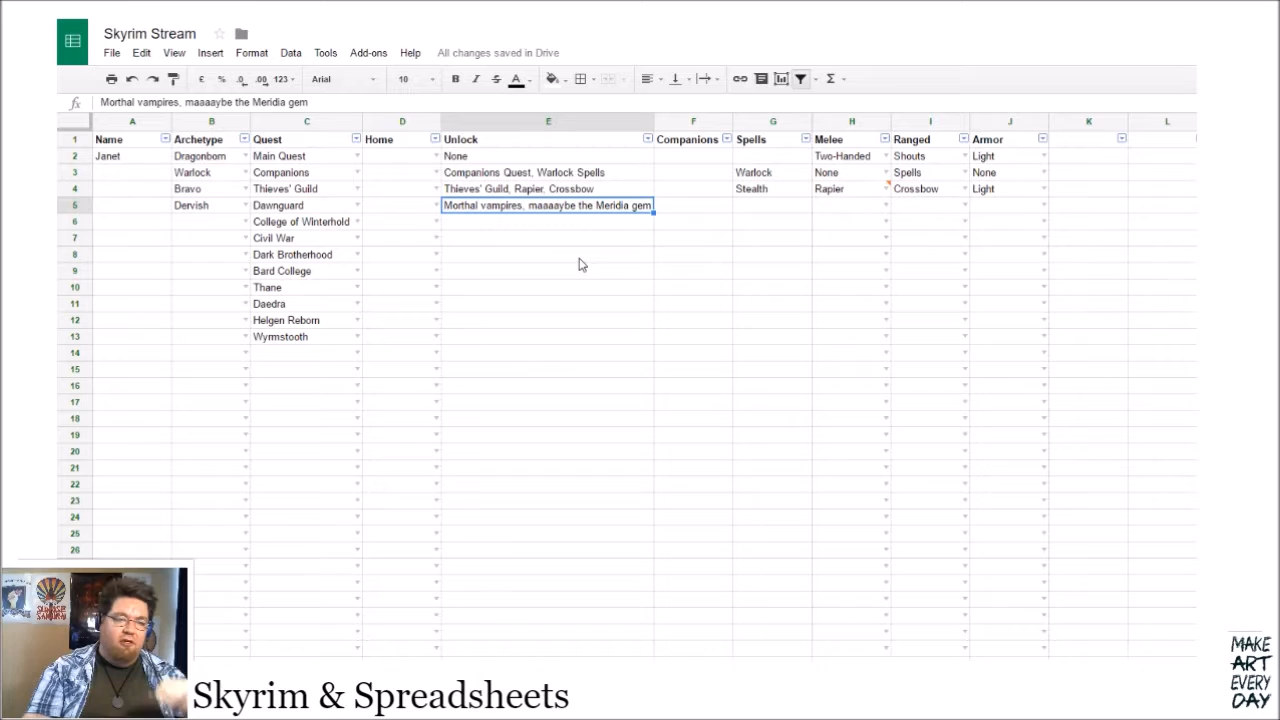 Skyrim Stream
File Edit View Insert Format Data Tools Add-ons Help All changes saved in Drive
£ % .0 .00 123 Arial 10 B I S A Σ
fx Morthal vampires, maaaaybe the Meridia gem
A B C D E F G H I J K L
1 Name Archetype Quest Home Unlock Companions Spells Melee Ranged Armor
2 Janet Dragonborn Main Quest None Two-Handed Shouts Light
3 Warlock Companions Companions Quest, Warlock Spells Warlock None Spells None
4 Bravo Thieves' Guild Thieves' Guild, Rapier, Crossbow Stealth Rapier Crossbow Light
5 Dervish Dawnguard Morthal vampires, maaaaybe the Meridia gem
6 College of Winterhold
7 Civil War
8 Dark Brotherhood
9 Bard College
10 Thane
11 Daedra
12 Helgen Reborn
13 Wyrmstooth
14
15
16
17
18
19
20
21
22
23
24
25
26
Skyrim & Spreadsheets
MAKE
ART
EVERY
DAY